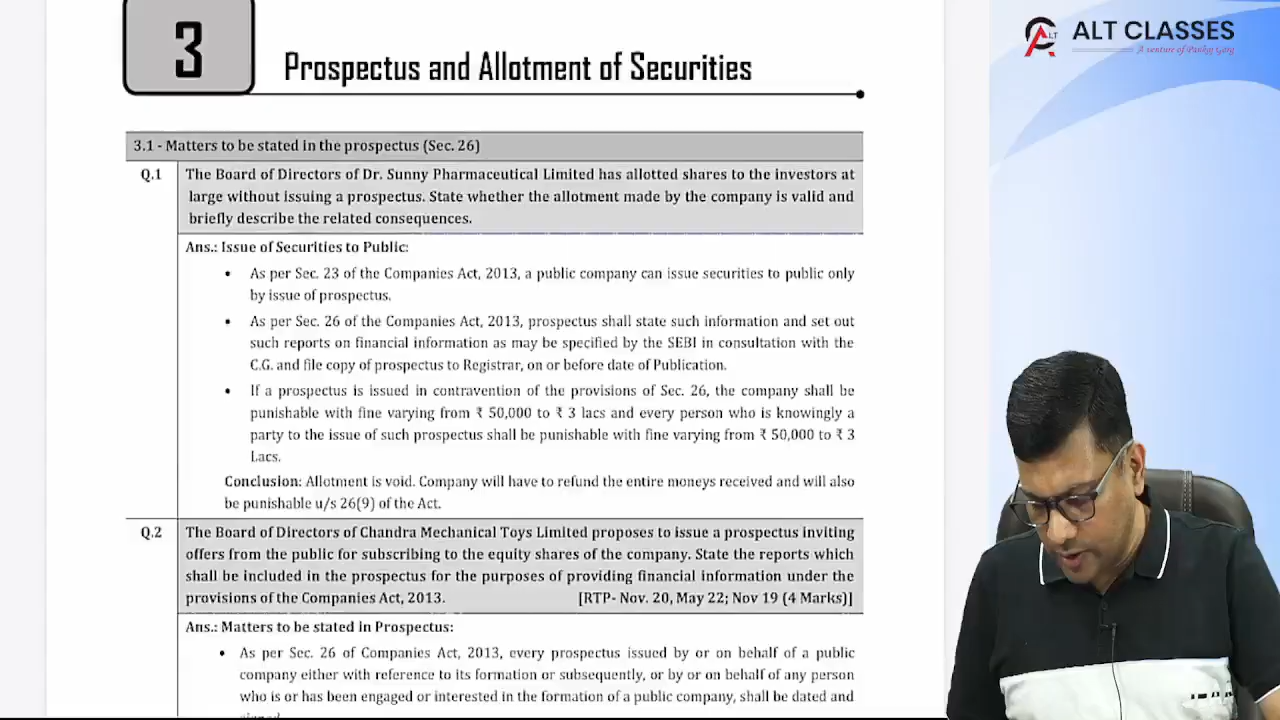 3
Prospectus and Allotment of Securities
ALT
ALT CLASSES
A venture of Pankaj Garg
3.1 - Matters to be stated in the prospectus (Sec. 26)
Q.1
The Board of Directors of Dr. Sunny Pharmaceutical Limited has allotted shares to the investors at
large without issuing a prospectus. State whether the allotment made by the company is valid and
briefly describe the related consequences.
Ans.: Issue of Securities to Public:
• As per Sec. 23 of the Companies Act, 2013, a public company can issue securities to public only
by issue of prospectus.
• As per Sec. 26 of the Companies Act, 2013, prospectus shall state such information and set out
such reports on financial information as may be specified by the SEBI in consultation with the
C.G. and file copy of prospectus to Registrar, on or before date of Publication.
• If a prospectus is issued in contravention of the provisions of Sec. 26, the company shall be
punishable with fine varying from ₹ 50,000 to ₹ 3 lacs and every person who is knowingly a
party to the issue of such prospectus shall be punishable with fine varying from ₹ 50,000 to ₹ 3
Lacs.
Conclusion: Allotment is void. Company will have to refund the entire moneys received and will also
be punishable u/s 26(9) of the Act.
Q.2
The Board of Directors of Chandra Mechanical Toys Limited proposes to issue a prospectus inviting
offers from the public for subscribing to the equity shares of the company. State the reports which
shall be included in the prospectus for the purposes of providing financial information under the
provisions of the Companies Act, 2013. [RTP- Nov. 20, May 22; Nov 19 (4 Marks)]
Ans.: Matters to be stated in Prospectus:
• As per Sec. 26 of Companies Act, 2013, every prospectus issued by or on behalf of a public
company either with reference to its formation or subsequently, or by or on behalf of any person
who is or has been engaged or interested in the formation of a public company, shall be dated and